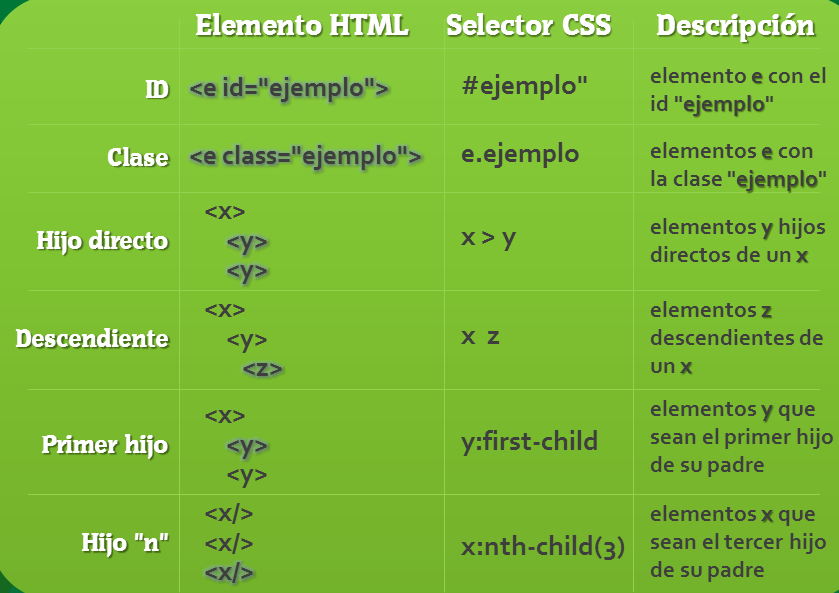 Elemento HTML Selector CSS Descripción
ID <e id="ejemplo"> #ejemplo" elemento e con el
id "ejemplo"
Clase <e class="ejemplo"> e.ejemplo elementos e con
la clase "ejemplo"
Hijo directo
<x>
<y>
<y>
x > y
elementos y hijos
directos de un x
Descendiente
<x>
<y>
<z>
x z
elementos z
descendientes de
un x
Primer hijo
<x>
<y>
<y>
y:first-child
elementos y que
sean el primer hijo
de su padre
Hijo "n"
<x/>
<x/>
<x/>
x:nth-child(3)
elementos x que
sean el tercer hijo
de su padre